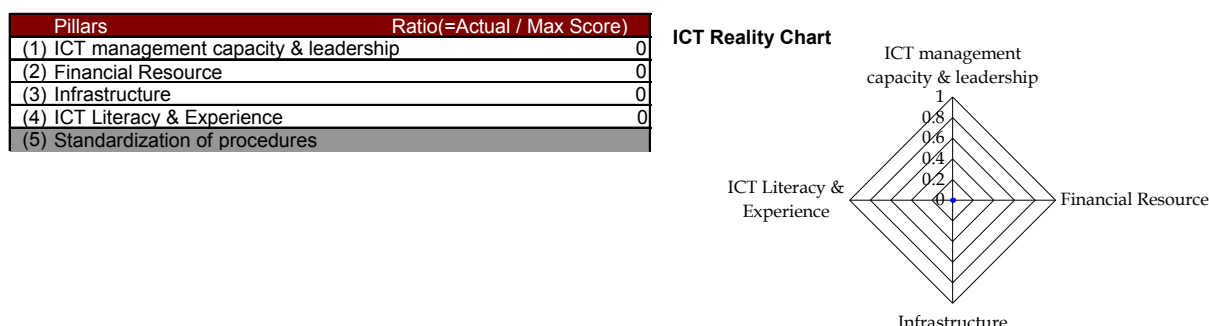 Pillars Ratio(=Actual / Max Score)
(1) ICT management capacity & leadership 0
(2) Financial Resource 0
(3) Infrastructure 0
(4) ICT Literacy & Experience 0
(5) Standardization of procedures
ICT Reality Chart
ICT management
capacity & leadership
1
0.8
0.6
0.4
0.2
0
ICT Literacy &
Experience
Financial Resource
Infrastructure